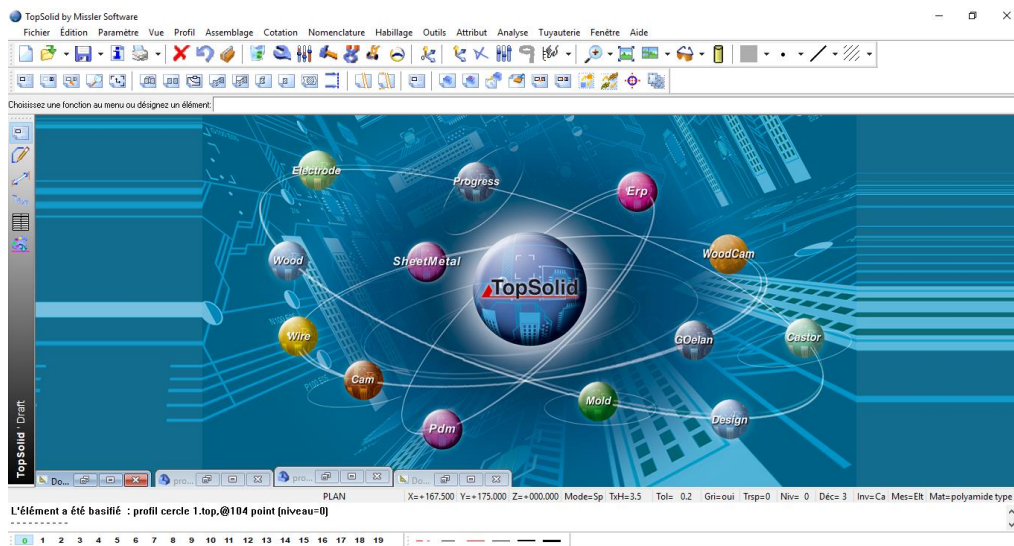 TopSolid by Missler Software
Fichier Édition Paramètre Vue Profil Assemblage Cotation Nomenclature Habillage Outils Attribut Analyse Tuyauterie Fenêtre Aide
Choisissez une fonction au menu ou désignez un élément:
Electrode
Progress
Erp
Wood
SheetMetal
WoodCam
TopSolid
Wire
GOelan
Castor
Cam
Mold
Pdm
Design
TopSolid'Draft
Do... pro... pro... Do...
PLAN X=+167.500 Y=+175.000 Z=+000.000 Mode=Sp TxH=3.5 Tol= 0.2 Gris=oui Trsp=0 Niv= 0 Déc= 3 Inv=Ca Mes=Elt Mat=polyamide type
L'élément a été basifié : profil cercle 1.top,@104 point (niveau=0)
----------
0 1 2 3 4 5 6 7 8 9 10 11 12 13 14 15 16 17 18 19